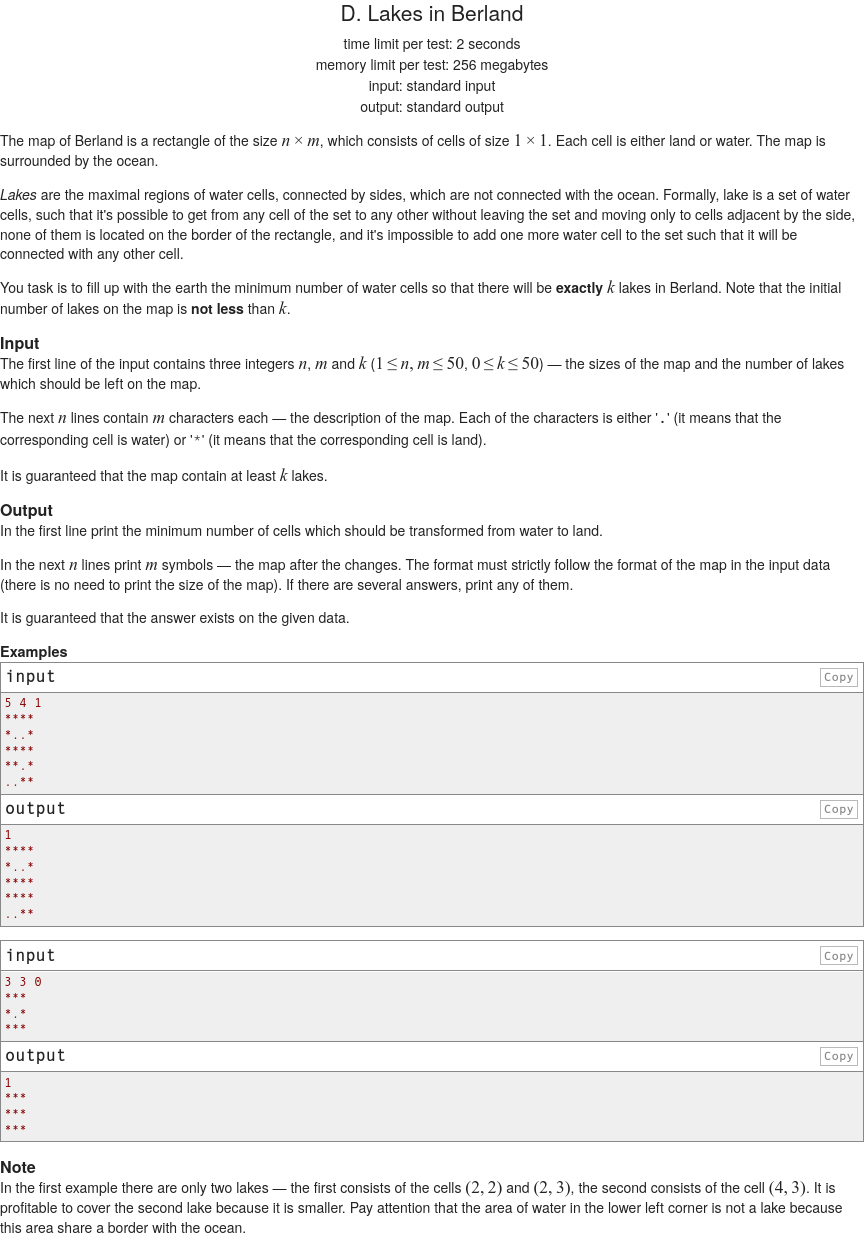 D. Lakes in Berland
time limit per test: 2 seconds
memory limit per test: 256 megabytes
input: standard input
output: standard output
The map of Berland is a rectangle of the size n × m, which consists of cells of size 1 × 1. Each cell is either land or water. The map is
surrounded by the ocean.
Lakes are the maximal regions of water cells, connected by sides, which are not connected with the ocean. Formally, lake is a set of water
cells, such that it's possible to get from any cell of the set to any other without leaving the set and moving only to cells adjacent by the side,
none of them is located on the border of the rectangle, and it's impossible to add one more water cell to the set such that it will be
connected with any other cell.
You task is to fill up with the earth the minimum number of water cells so that there will be exactly k lakes in Berland. Note that the initial
number of lakes on the map is not less than k.
Input
The first line of the input contains three integers n, m and k (1 ≤ n, m ≤ 50, 0 ≤ k ≤ 50) — the sizes of the map and the number of lakes
which should be left on the map.
The next n lines contain m characters each — the description of the map. Each of the characters is either '.' (it means that the
corresponding cell is water) or '*' (it means that the corresponding cell is land).
It is guaranteed that the map contain at least k lakes.
Output
In the first line print the minimum number of cells which should be transformed from water to land.
In the next n lines print m symbols — the map after the changes. The format must strictly follow the format of the map in the input data
(there is no need to print the size of the map). If there are several answers, print any of them.
It is guaranteed that the answer exists on the given data.
Examples
input Copy
5 4 1
****
*..*
****
**.*
..**
output Copy
1
****
*..*
****
****
..**
input Copy
3 3 0
***
*.*
***
output Copy
1
***
***
***
Note
In the first example there are only two lakes — the first consists of the cells (2, 2) and (2, 3), the second consists of the cell (4, 3). It is
profitable to cover the second lake because it is smaller. Pay attention that the area of water in the lower left corner is not a lake because
this area share a border with the ocean.